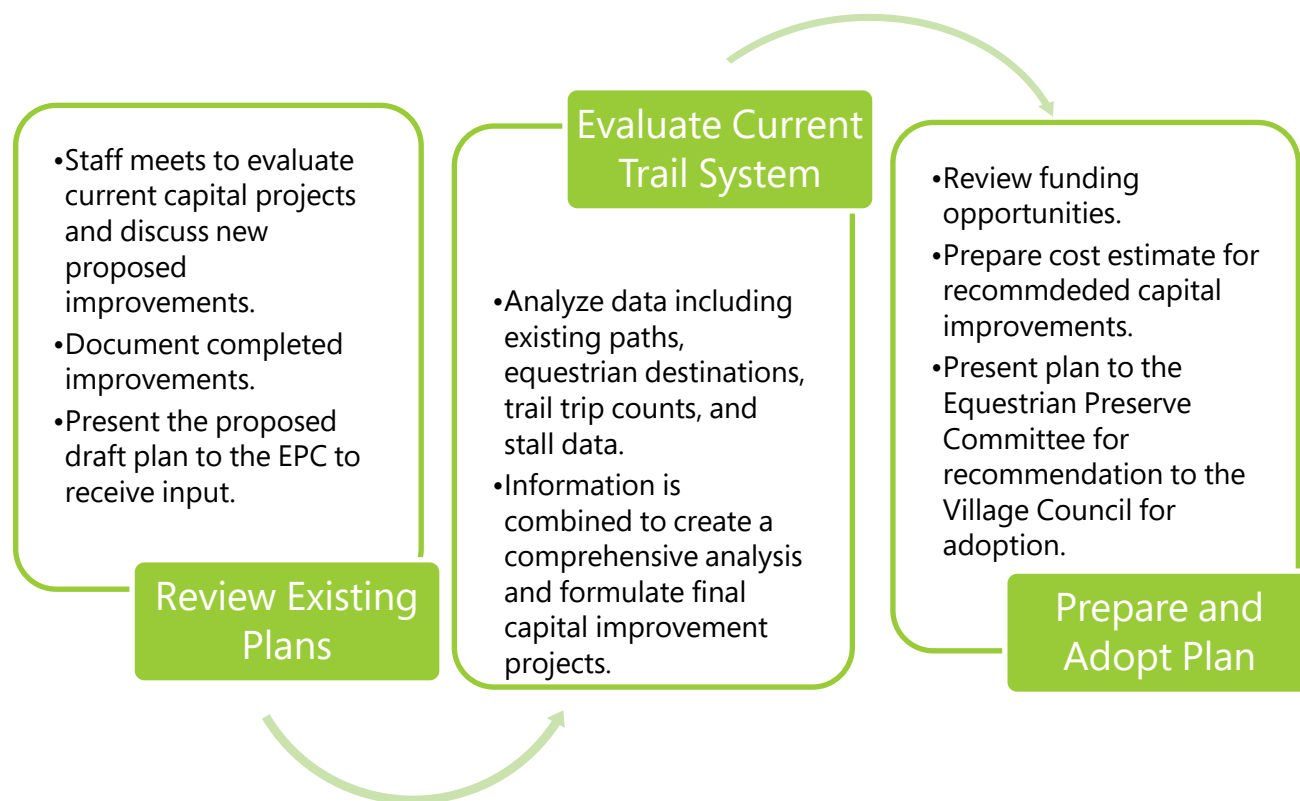 •Staff meets to evaluate
current capital projects
and discuss new
proposed
improvements.
•Document completed
improvements.
•Present the proposed
draft plan to the EPC to
receive input.
Review Existing
Plans
Evaluate Current
Trail System
•Analyze data including
existing paths,
equestrian destinations,
trail trip counts, and
stall data.
•Information is
combined to create a
comprehensive analysis
and formulate final
capital improvement
projects.
•Review funding
opportunities.
•Prepare cost estimate for
recommdeded capital
improvements.
•Present plan to the
Equestrian Preserve
Committee for
recommendation to the
Village Council for
adoption.
Prepare and
Adopt Plan